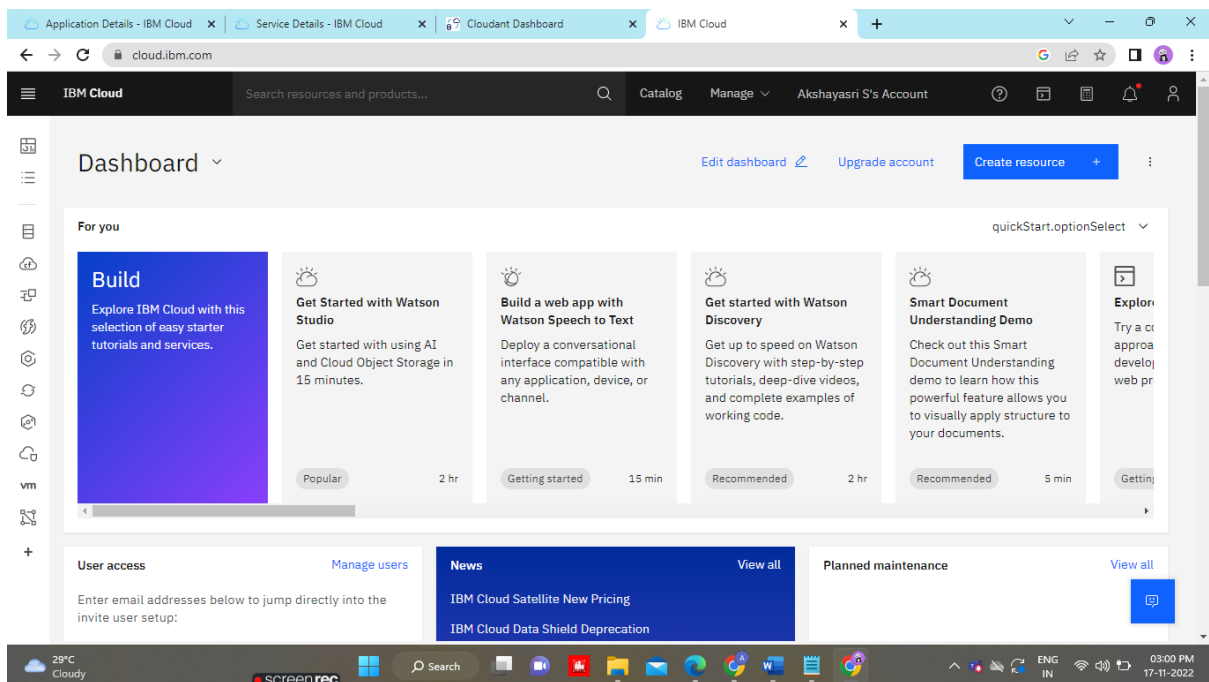 Application Details - IBM Cloud
Service Details - IBM Cloud
Cloudant Dashboard
IBM Cloud
cloud.ibm.com
IBM Cloud
Search resources and products...
Catalog
Manage
Akshayasri S's Account
Dashboard
Edit dashboard
Upgrade account
Create resource +
For you
quickStart.optionSelect
Build
Explore IBM Cloud with this
selection of easy starter
tutorials and services.
Get Started with Watson
Studio
Get started with using AI
and Cloud Object Storage in
15 minutes.
Popular
2 hr
Build a web app with
Watson Speech to Text
Deploy a conversational
interface compatible with
any application, device, or
channel.
Getting started
15 min
Get started with Watson
Discovery
Get up to speed on Watson
Discovery with step-by-step
tutorials, deep-dive videos,
and complete examples of
working code.
Recommended
2 hr
Smart Document
Understanding Demo
Check out this Smart
Document Understanding
demo to learn how this
powerful feature allows you
to visually apply structure to
your documents.
Recommended
5 min
Explore
Try a co
approa
develop
web pr
Getting
vm
User access
Manage users
Enter email addresses below to jump directly into the
invite user setup:
News
View all
IBM Cloud Satellite New Pricing
IBM Cloud Data Shield Deprecation
Planned maintenance
View all
29°C
Cloudy
screenrec
Search
ENG
IN
03:00 PM
17-11-2022